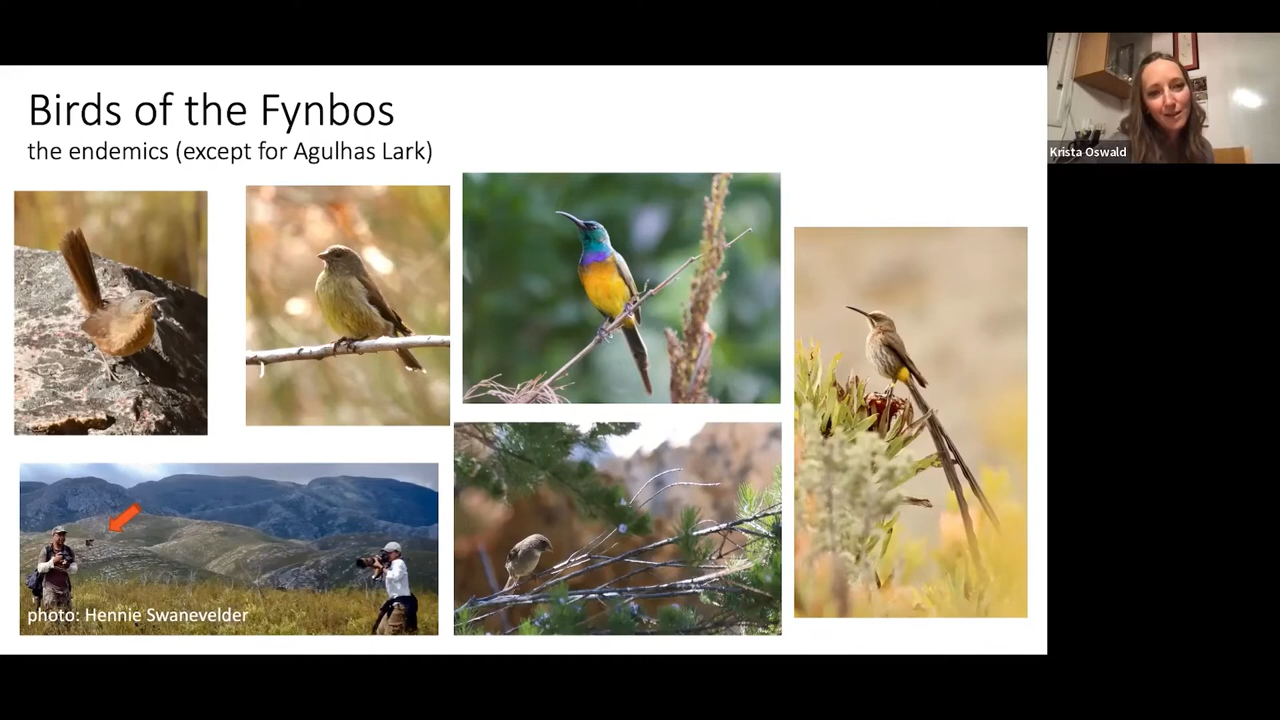 Birds of the Fynbos
the endemics (except for Agulhas Lark)
photo: Hennie Swanevelder
Krista Oswald